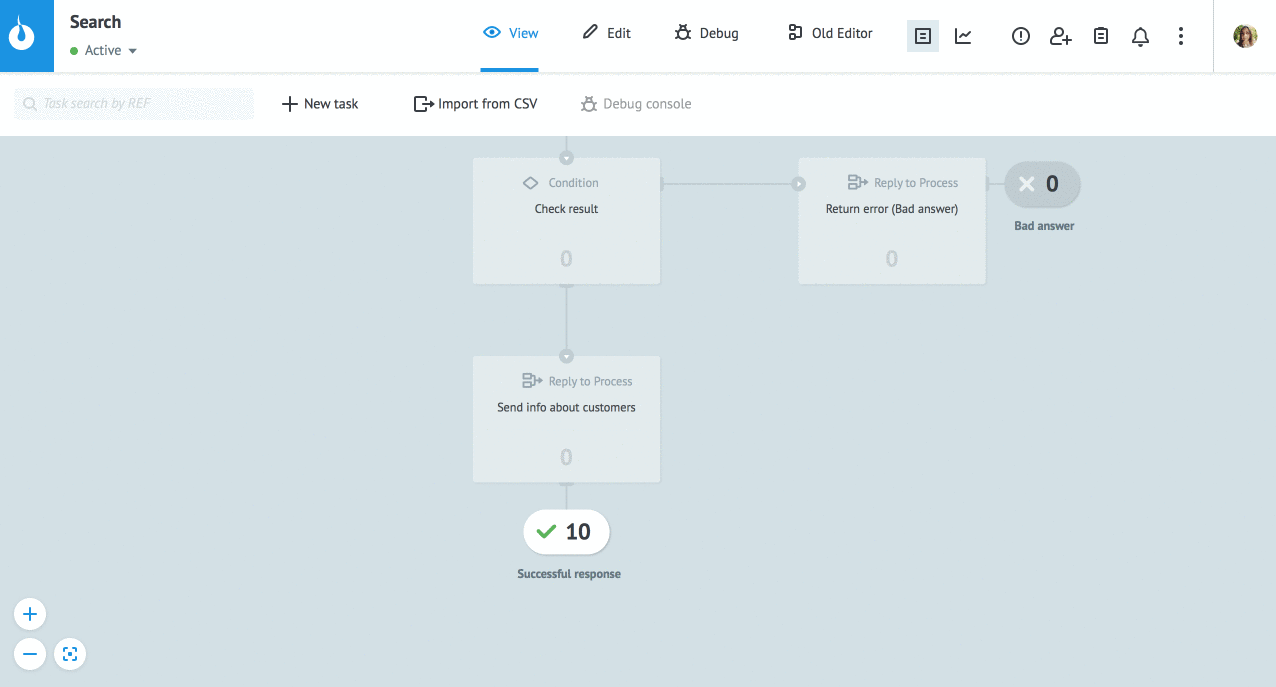 Search
Active
View
Edit
Debug
Old Editor
Task search by REF
New task
Import from CSV
Debug console
Condition
Check result
0
Reply to Process
Return error (Bad answer)
0
0
Bad answer
Reply to Process
Send info about customers
0
10
Successful response